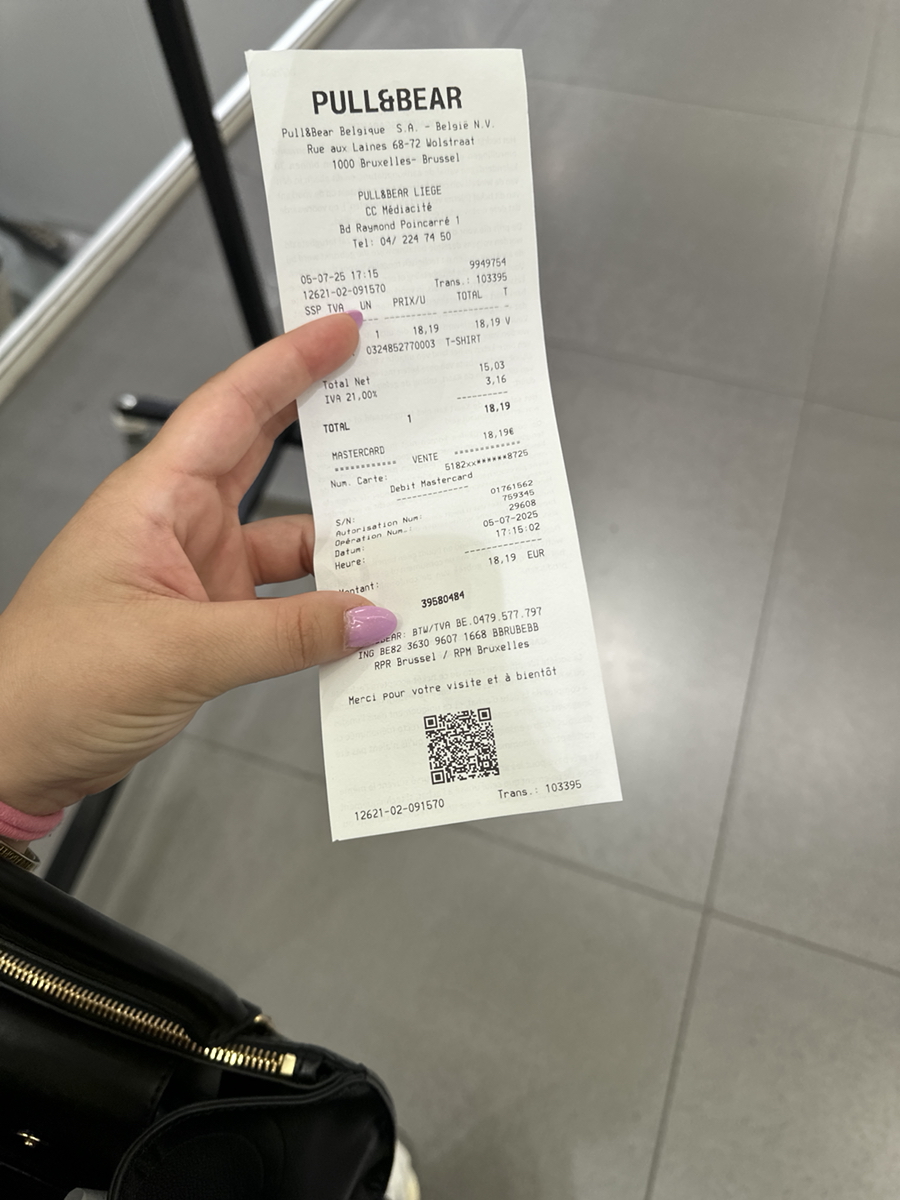 PULL&BEAR
Pull&Bear Belgique S.A. - België N.V.
Rue aux Laines 68-72 Wolstraat
1000 Bruxelles- Brussel
PULL&BEAR LIEGE
CC Médiacité
Bd Raymond Poincarré 1
Tel: 04/ 224 74 50
05-07-25 17:15 9949754
12621-02-091570 Trans.: 103395
SSP TVA UN PRIX/U TOTAL T
1 18,19 18,19 V
0324852770003 T-SHIRT
Total Net 15,03
IVA 21,00% 3,16
TOTAL 1 18,19
MASTERCARD 18,19€
************ VENTE ************
Num. Carte: 5182xx******8725
Debit Mastercard
S/N: 01761562
Autorisation Num: 759345
Opération Num.: 29608
Datum: 05-07-2025
Heure: 17:15:02
Montant: 18,19 EUR
39580484
BTW/TVA BE.0479.577.797
ING BE82 3630 9607 1668 BBRUBEBB
RPR Brussel / RPM Bruxelles
Merci pour votre visite et à bientôt
12621-02-091570 Trans.: 103395